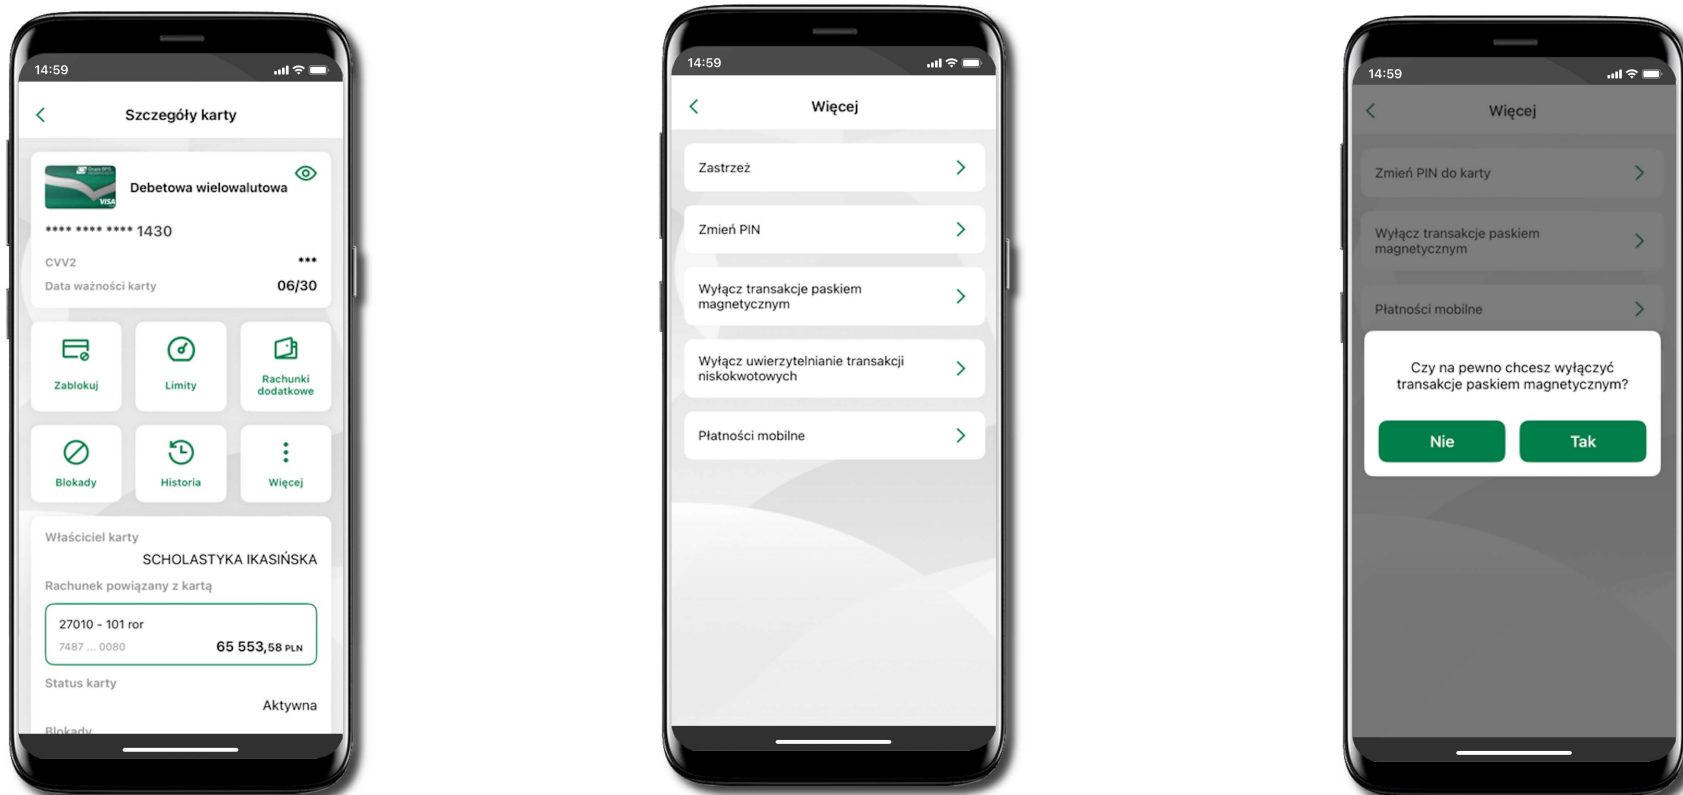 14:59
Szczegóły karty
Grupa BPS
VISA
Debetowa wielowalutowa
**** **** **** 1430
CVV2
***
Data ważności karty
06/30
Zablokuj
Limity
Rachunki
dodatkowe
Blokady
Historia
Więcej
Właściciel karty
SCHOLASTYKA IKASIŃSKA
Rachunek powiązany z kartą
27010 - 101 ror
7487 ... 0080
65 553,58 PLN
Status karty
Aktywna
Blokady
14:59
Więcej
Zastrzeż
Zmień PIN
Wyłącz transakcje paskiem
magnetycznym
Wyłącz uwierzytelnianie transakcji
niskokwotowych
Płatności mobilne
14:59
Więcej
Zmień PIN do karty
Wyłącz transakcje paskiem
magnetycznym
Płatności mobilne
Czy na pewno chcesz wyłączyć
transakcje paskiem magnetycznym?
Nie
Tak